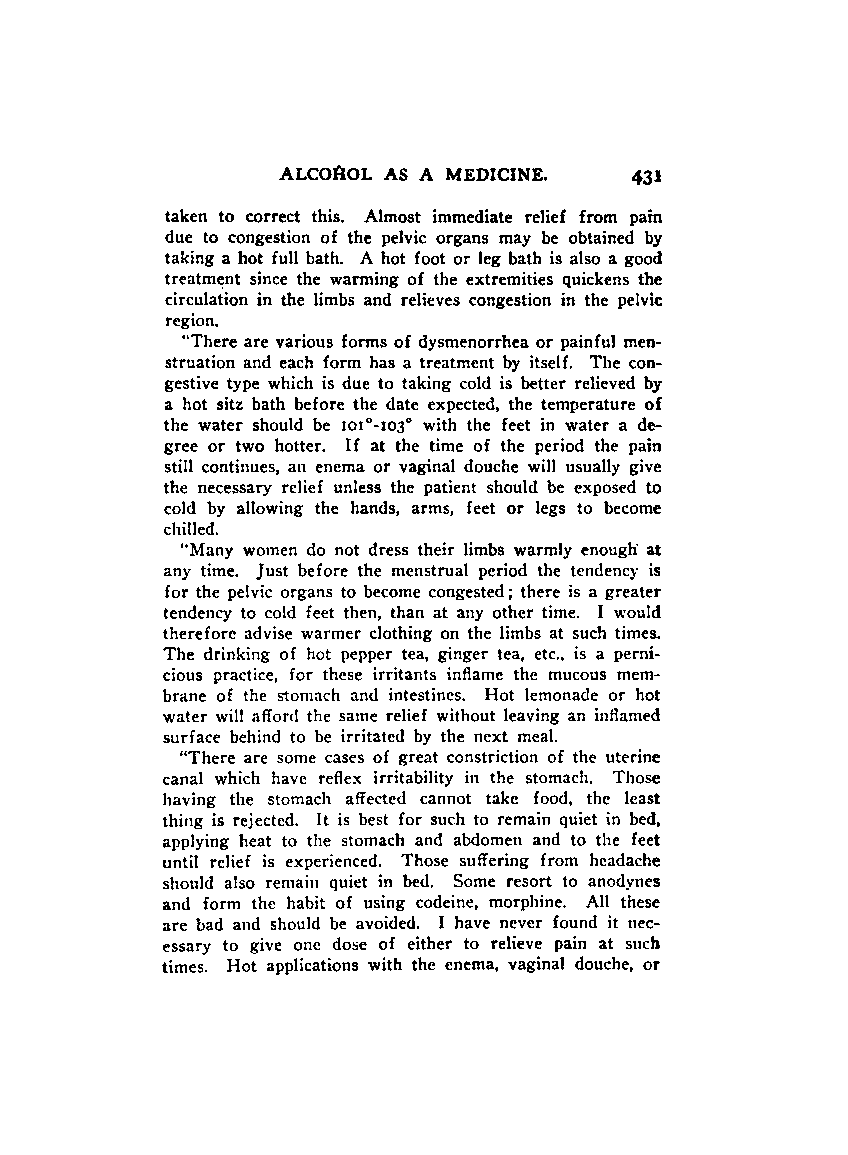 ALCOHOL AS A MEDICINE. 431
taken to correct this. Almost immediate relief from pain
due to congestion of the pelvic organs may be obtained by
taking a hot full bath. A hot foot or leg bath is also a good
treatment since the warming of the extremities quickens the
circulation in the limbs and relieves congestion in the pelvic
region.
"There are various forms of dysmenorrhea or painful men-
struation and each form has a treatment by itself. The con-
gestive type which is due to taking cold is better relieved by
a hot sitz bath before the date expected, the temperature of
the water should be 101°-103° with the feet in water a de-
gree or two hotter. If at the time of the period the pain
still continues, an enema or vaginal douche will usually give
the necessary relief unless the patient should be exposed to
cold by allowing the hands, arms, feet or legs to become
chilled.
"Many women do not dress their limbs warmly enough at
any time. Just before the menstrual period the tendency is
for the pelvic organs to become congested; there is a greater
tendency to cold feet then, than at any other time. I would
therefore advise warmer clothing on the limbs at such times.
The drinking of hot pepper tea, ginger tea, etc., is a perni-
cious practice, for these irritants inflame the mucous mem-
brane of the stomach and intestines. Hot lemonade or hot
water will afford the same relief without leaving an inflamed
surface behind to be irritated by the next meal.
"There are some cases of great constriction of the uterine
canal which have reflex irritability in the stomach. Those
having the stomach affected cannot take food, the least
thing is rejected. It is best for such to remain quiet in bed,
applying heat to the stomach and abdomen and to the feet
until relief is experienced. Those suffering from headache
should also remain quiet in bed. Some resort to anodynes
and form the habit of using codeine, morphine. All these
are bad and should be avoided. I have never found it nec-
essary to give one dose of either to relieve pain at such
times. Hot applications with the enema, vaginal douche, or